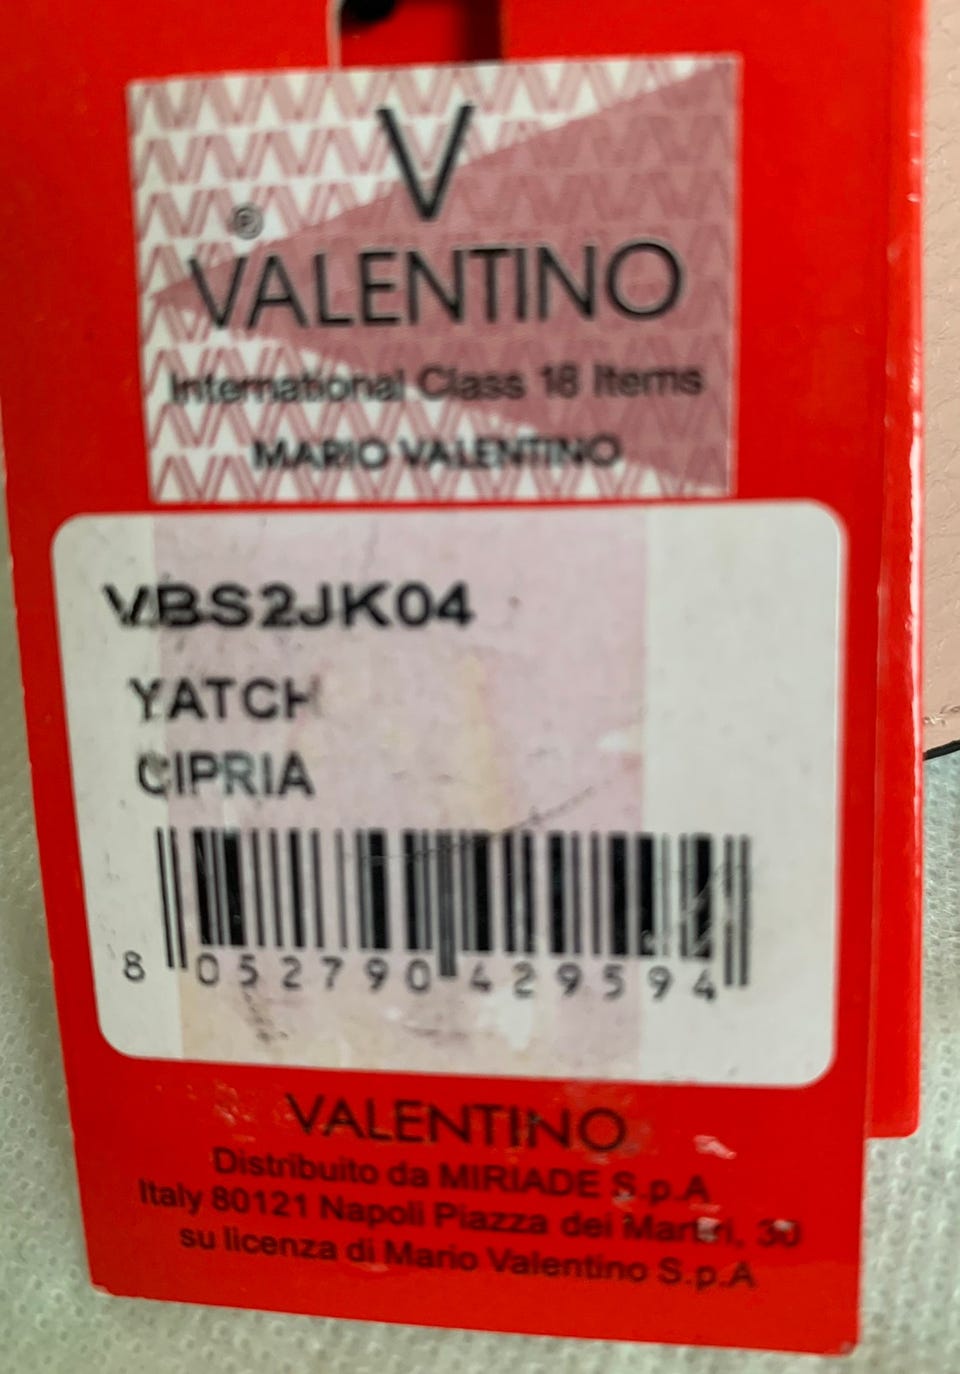 V
®
VALENTINO
International Class 18 Items
MARIO VALENTINO
VBS2JK04
YATCH
CIPRIA
8 052790 429594
VALENTINO
Distribuito da MIRIADE S.p.A
Italy 80121 Napoli Piazza dei Martiri, 30
su licenza di Mario Valentino S.p.A